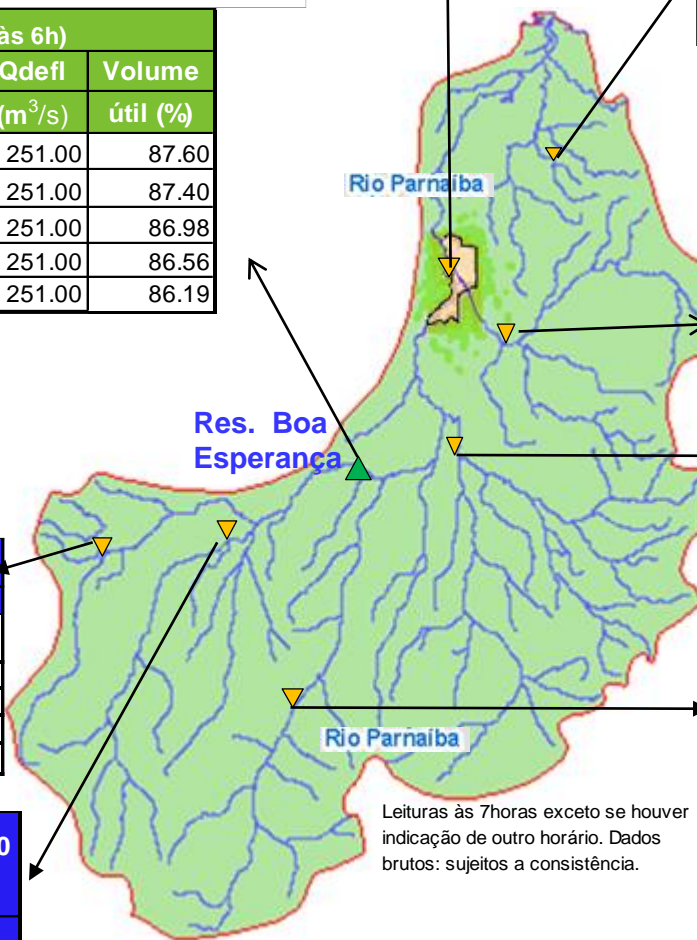 às 6h)
Qdefl Volume
(m³/s) útil (%)
251.00 87.60
251.00 87.40
251.00 86.98
251.00 86.56
251.00 86.19
Rio Parnaíba
Res. Boa
Esperança
Rio Parnaíba
0
Leituras às 7horas exceto se houver
indicação de outro horário. Dados
brutos: sujeitos a consistência.